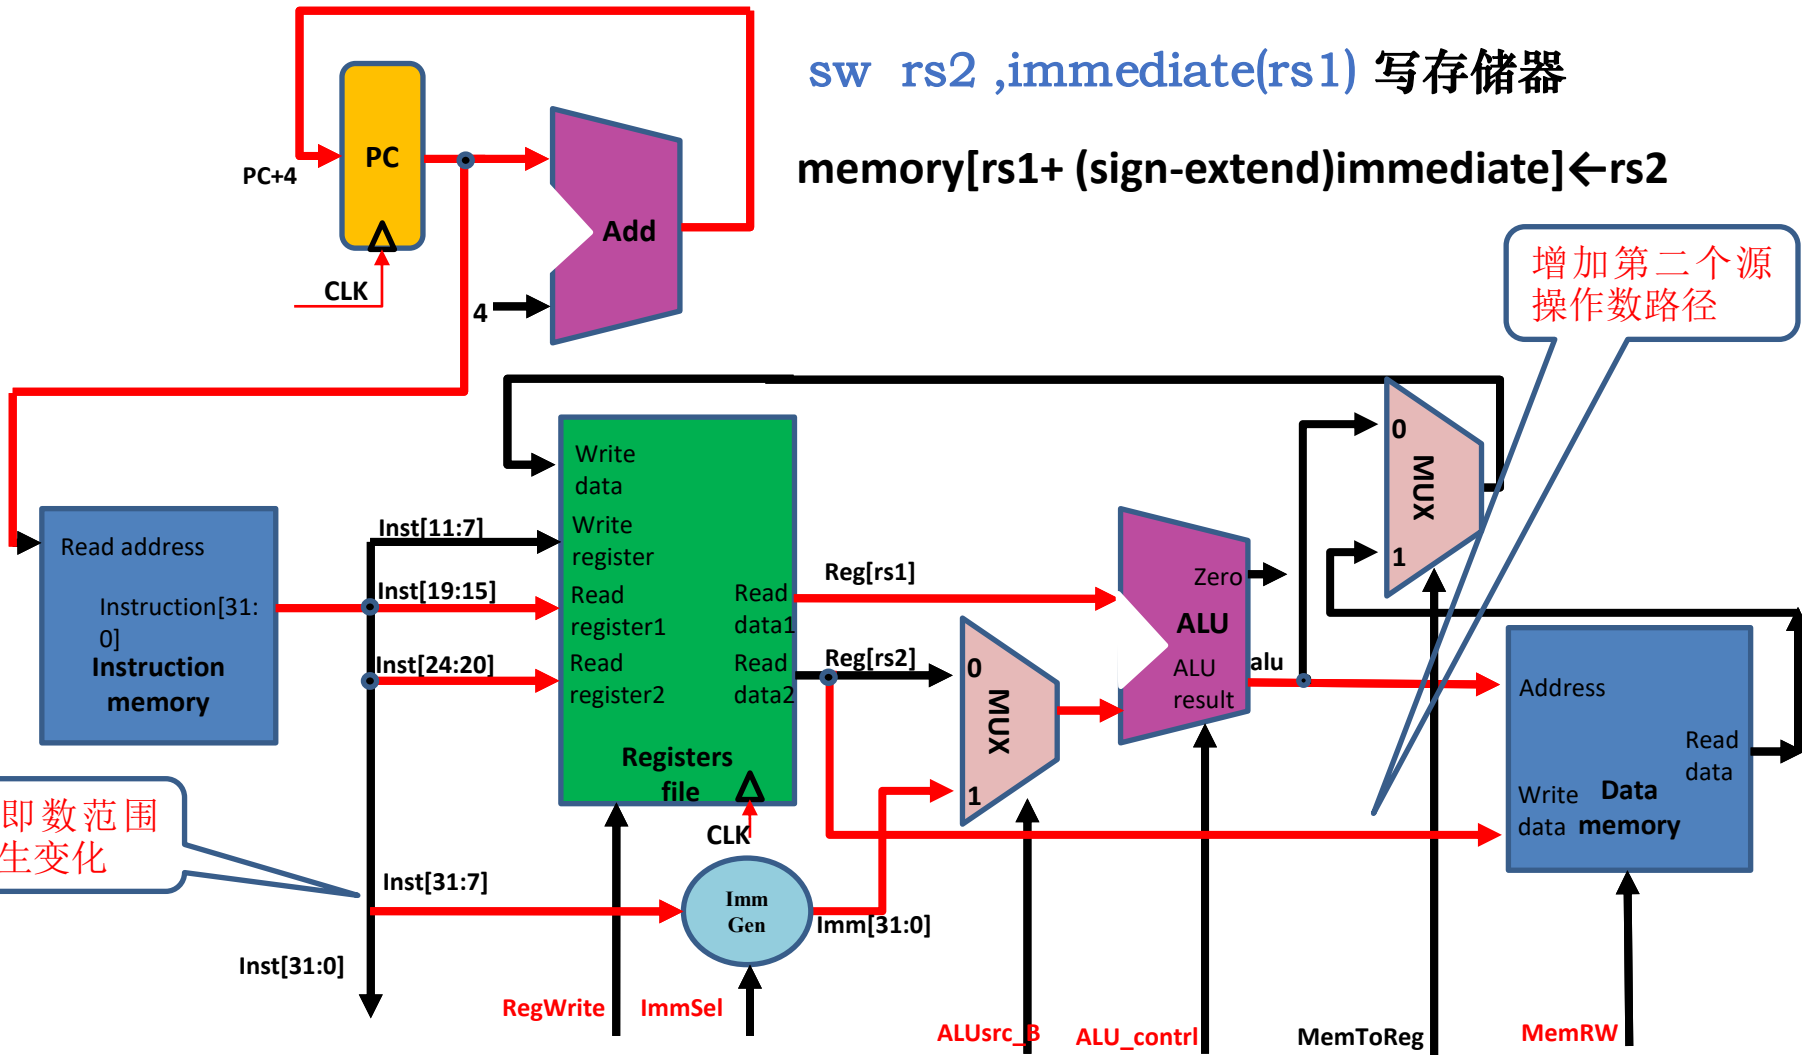 sw rs2 ,immediate(rs1) 写存储器
memory[rs1+ (sign-extend)immediate]←rs2
PC
PC+4
CLK
Add
4
增加第二个源
操作数路径
Write
data
Write
register
Read
register1
Read
register2
Read
data1
Read
data2
Registers
file
CLK
Read address
Instruction[31:
0]
Instruction
memory
Inst[11:7]
Inst[19:15]
Inst[24:20]
Inst[31:7]
Inst[31:0]
即数范围
生变化
Reg[rs1]
Reg[rs2]
0
MUX
1
Zero
ALU
ALU
result
alu
0
MUX
1
Address
Read
data
Write
data
Data
memory
Imm
Gen
Imm[31:0]
RegWrite
ImmSel
ALUsrc_B
ALU_contrl
MemToReg
MemRW